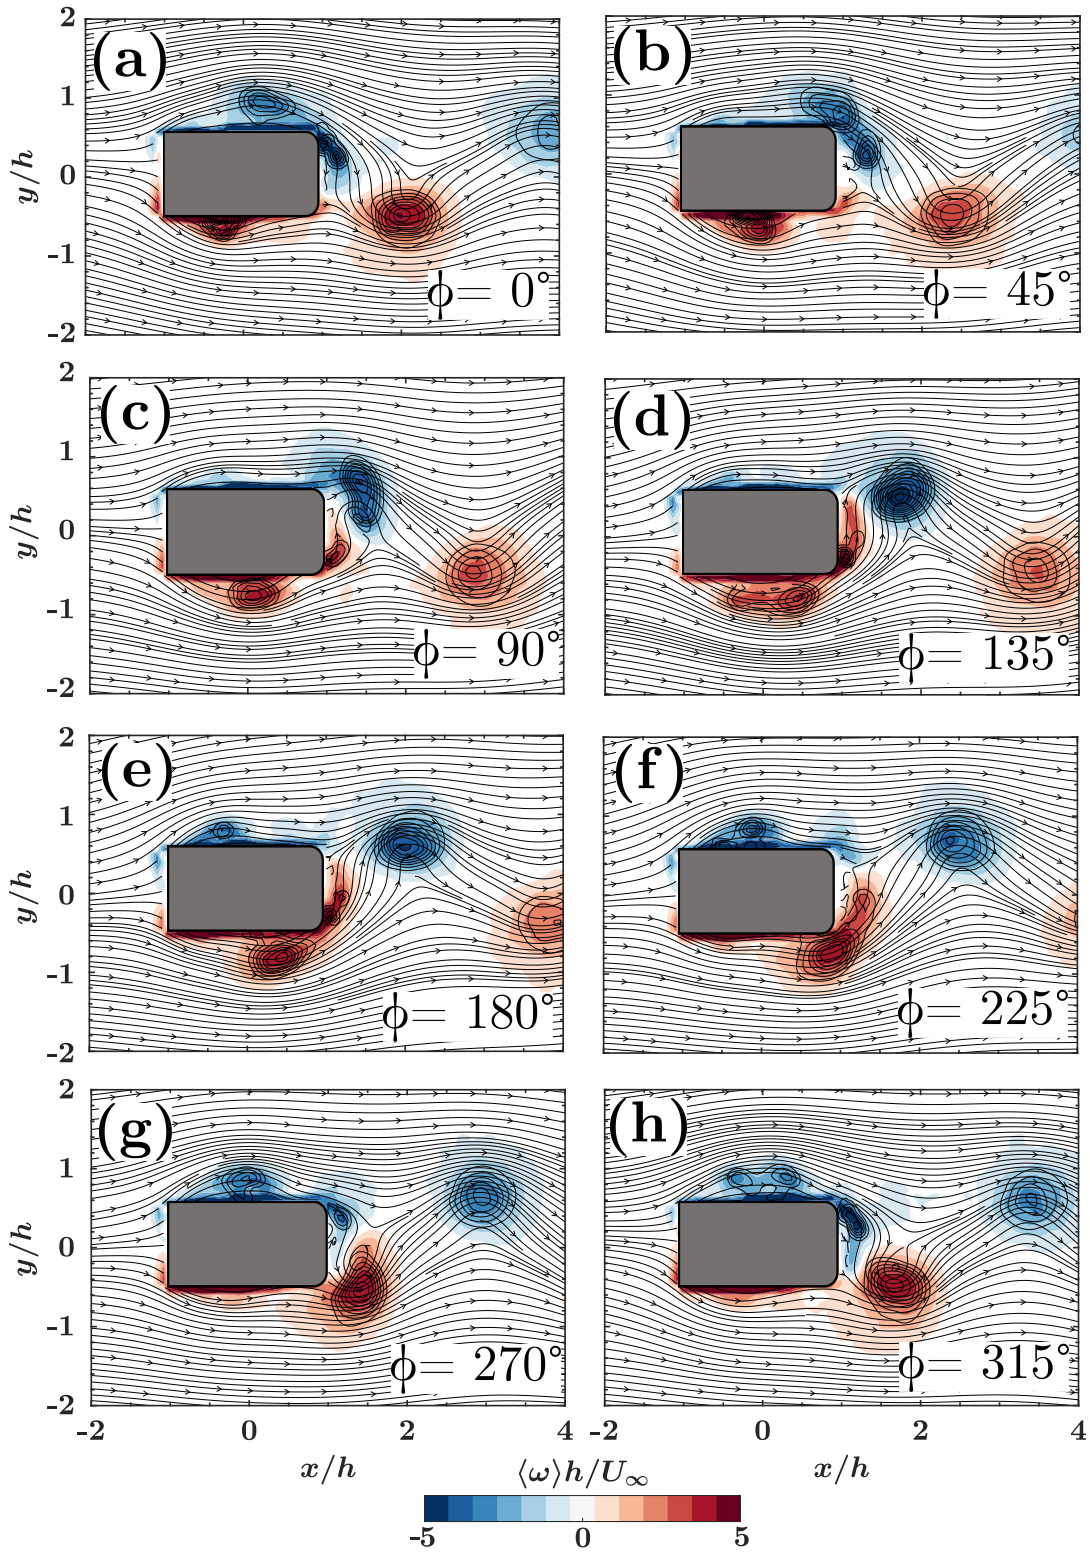 2
(a)
(b)
1
y/h
0
-1
ϕ= 0°
ϕ= 45°
-2
2
(c)
(d)
1
y/h
0
-1
ϕ= 90°
ϕ= 135°
-2
2
(e)
(f)
1
y/h
0
-1
ϕ= 180°
ϕ= 225°
-2
2
(g)
(h)
1
y/h
0
-1
ϕ= 270°
ϕ= 315°
-2
-2 0 2 4 -2 0 2 4
x/h ⟨ω⟩h/U∞ x/h
-5 0 5